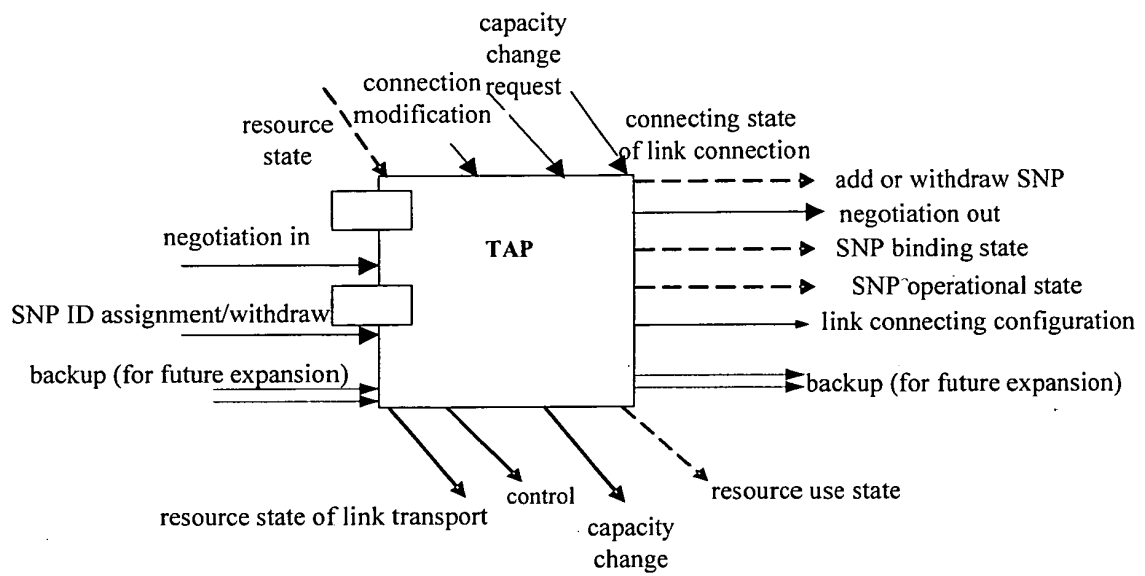 capacity
change
request
connection
modification
resource
state
connecting state
of link connection
add or withdraw SNP
negotiation out
negotiation in
TAP
SNP binding state
SNP operational state
SNP ID assignment/withdraw
link connecting configuration
backup (for future expansion)
backup (for future expansion)
resource use state
control
resource state of link transport
capacity
change